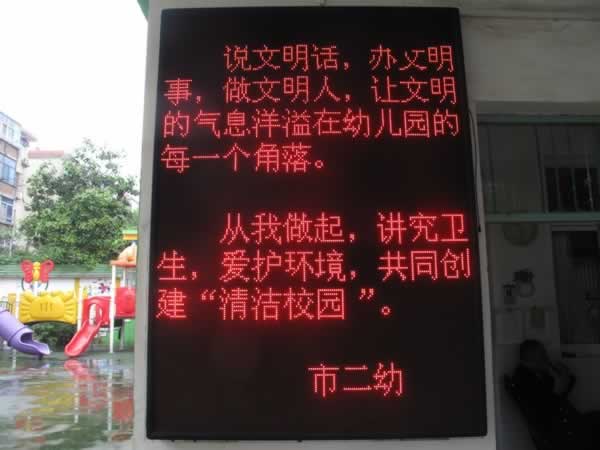 说文明话，办文明
事，做文明人，让文明
的气息洋溢在幼儿园的
每一个角落。
从我做起，讲究卫
生，爱护环境，共同创
建“清洁校园 ”。
市二幼